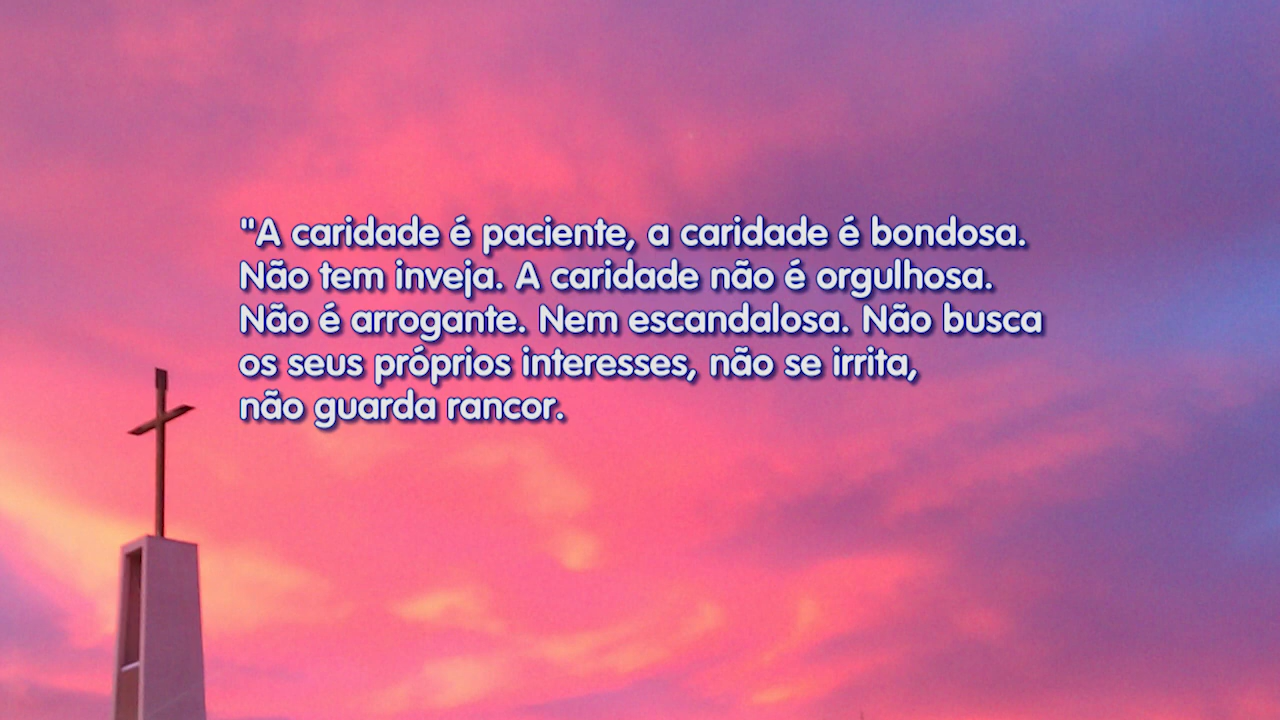 "A caridade é paciente, a caridade é bondosa.
Não tem inveja. A caridade não é orgulhosa.
Não é arrogante. Nem escandalosa. Não busca
os seus próprios interesses, não se irrita,
não guarda rancor.